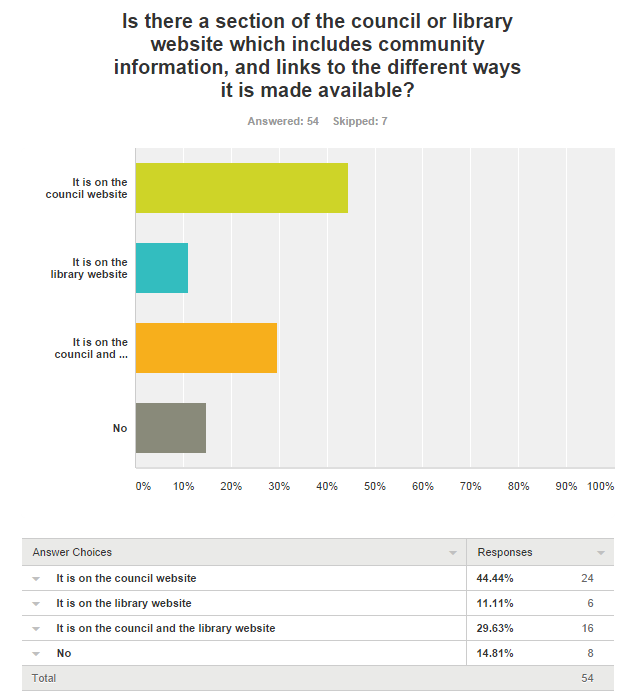 Is there a section of the council or library
website which includes community
information, and links to the different ways
it is made available?
Answered: 54 Skipped: 7
It is on the
council website
It is on the
library website
It is on the
council and ...
No
0% 10% 20% 30% 40% 50% 60% 70% 80% 90% 100%
Answer Choices Responses
It is on the council website 44.44% 24
It is on the library website 11.11% 6
It is on the council and the library website 29.63% 16
No 14.81% 8
Total 54